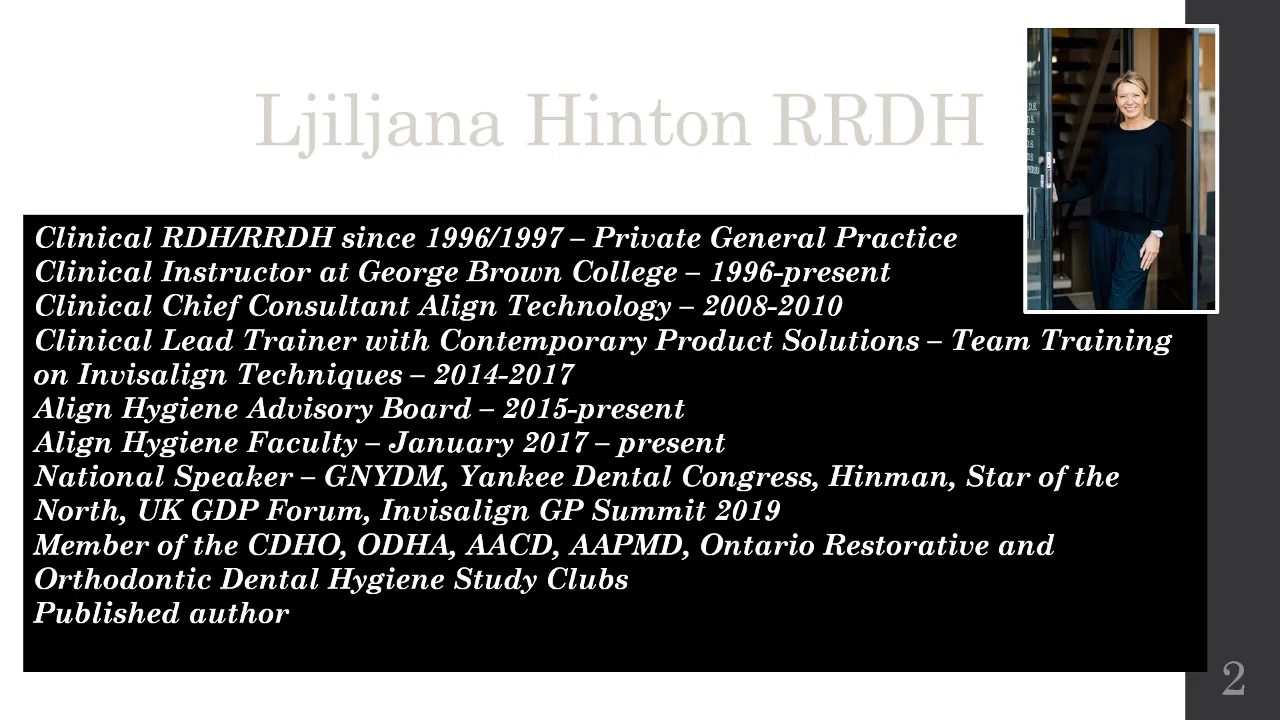 Ljiljana Hinton RRDH
Clinical RDH/RRDH since 1996/1997 – Private General Practice
Clinical Instructor at George Brown College – 1996-present
Clinical Chief Consultant Align Technology – 2008-2010
Clinical Lead Trainer with Contemporary Product Solutions – Team Training
on Invisalign Techniques – 2014-2017
Align Hygiene Advisory Board – 2015-present
Align Hygiene Faculty – January 2017 – present
National Speaker – GNYDM, Yankee Dental Congress, Hinman, Star of the
North, UK GDP Forum, Invisalign GP Summit 2019
Member of the CDHO, ODHA, AACD, AAPMD, Ontario Restorative and
Orthodontic Dental Hygiene Study Clubs
Published author
2